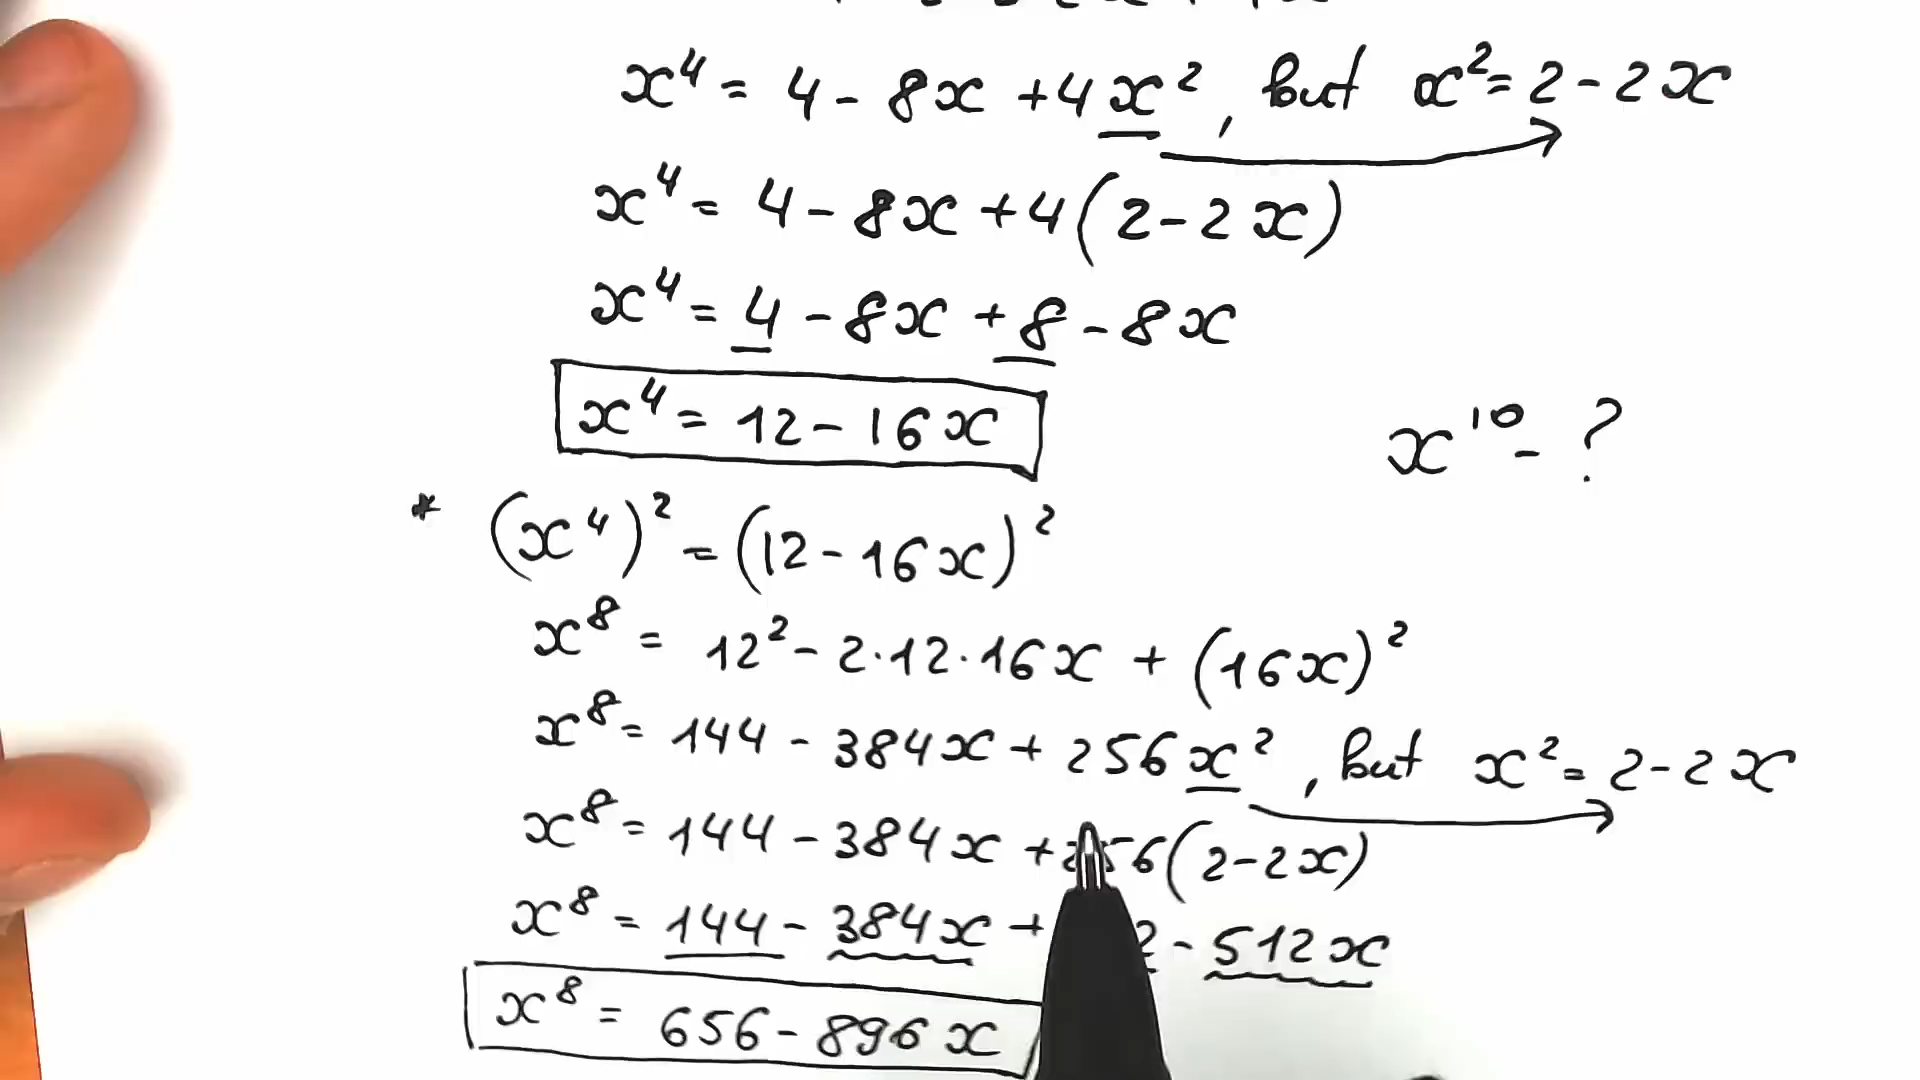 x⁴ = 4 - 8x + 4x², but x² = 2 - 2x
x⁴ = 4 - 8x + 4(2 - 2x)
x⁴ = 4 - 8x + 8 - 8x
x⁴ = 12 - 16x
x¹⁰ - ?
* (x⁴)² = (12 - 16x)²
x⁸ = 12² - 2·12·16x + (16x)²
x⁸ = 144 - 384x + 256x², but x² = 2 - 2x
x⁸ = 144 - 384x + 256(2 - 2x)
x⁸ = 144 - 384x + 2 - 512x
x⁸ = 656 - 896x